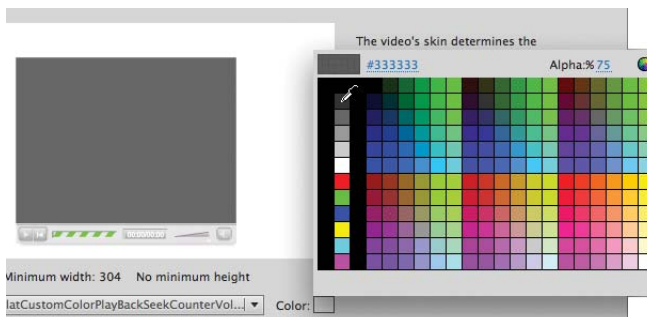 The video's skin determines the
#333333 Alpha:% 75
00:00/00:00
Minimum width: 304 No minimum height
latCustomColorPlayBackSeekCounterVol...
Color: